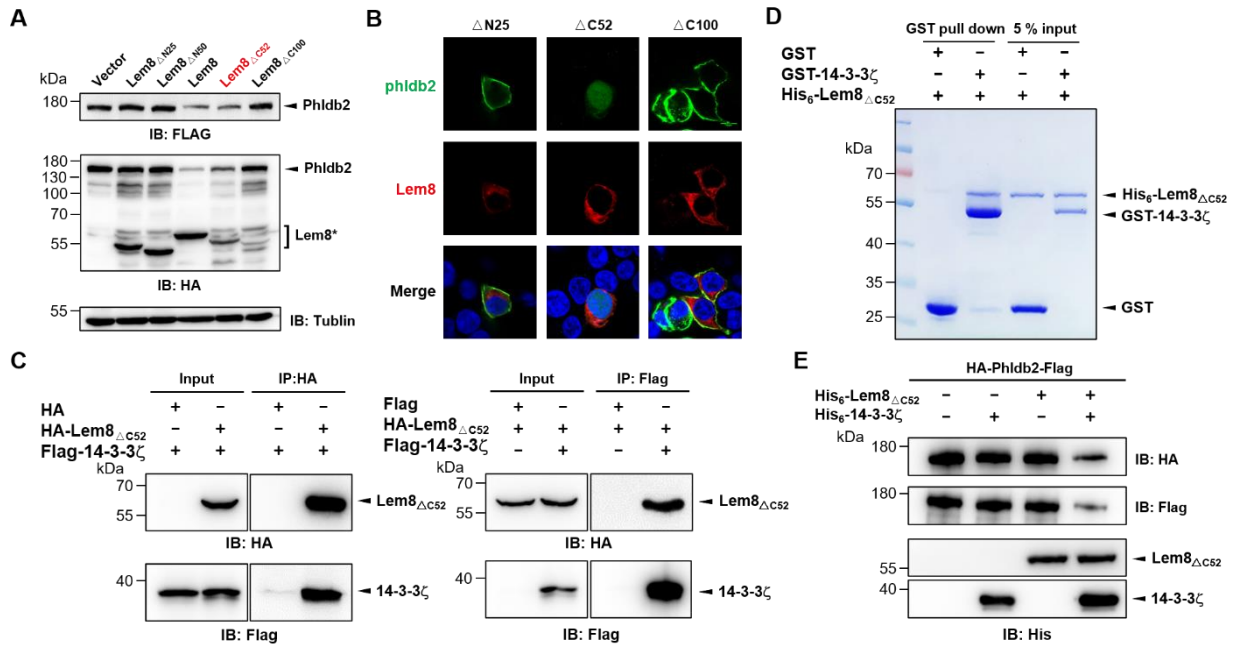 A
kDa
Vector
Lem8△N25
Lem8△N50
Lem8
Lem8△C52
Lem8△C100
180
Phldb2
IB: FLAG
180
130
100
70
55
Phldb2
Lem8*
IB: HA
55
IB: Tublin
B
△N25 △C52 △C100
phldb2
Lem8
Merge
C
Input IP:HA
HA + – + –
HA-Lem8△C52 – + – +
Flag-14-3-3ζ + + + +
kDa
70
55
Lem8△C52
IB: HA
40
14-3-3ζ
IB: Flag
Input IP: Flag
Flag + – + –
HA-Lem8△C52 + + + +
Flag-14-3-3ζ – + – +
kDa
70
55
Lem8△C52
IB: HA
40
14-3-3ζ
IB: Flag
D
GST pull down 5 % input
GST + – + –
GST-14-3-3ζ – + – +
His6-Lem8△C52 + + + +
kDa
70
55
40
35
25
His6-Lem8△C52
GST-14-3-3ζ
GST
E
HA-Phldb2-Flag
His6-Lem8△C52 – – + +
His6-14-3-3ζ – + – +
kDa
180
IB: HA
180
IB: Flag
55
Lem8△C52
40
14-3-3ζ
IB: His